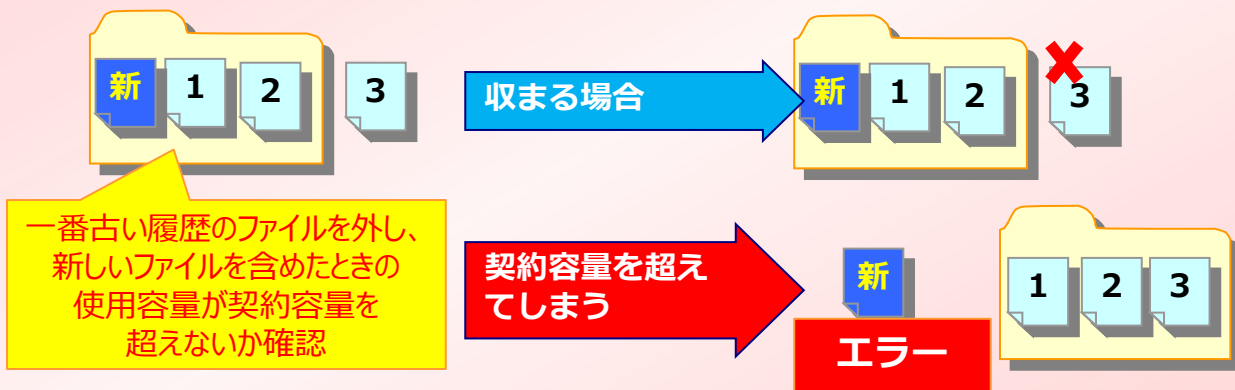 新 1 2 3
収まる場合
新 1 2 3
一番古い履歴のファイルを外し、
新しいファイルを含めたときの
使用容量が契約容量を
超えないか確認
契約容量を超え
てしまう
新
エラー
1 2 3